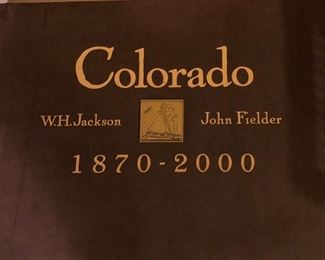 Colorado
W.H. Jackson John Fielder
1870-2000